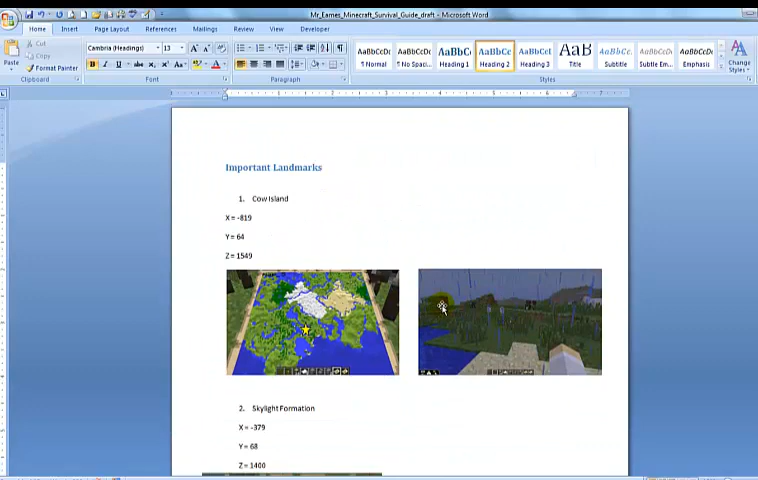 Mr_Eames_Minecraft_Survival_Guide_draft - Microsoft Word
Home Insert Page Layout References Mailings Review View Developer
Cut
Copy
Format Painter
Paste
Cambria (Headings) 13
AaBbCcDc AaBbCcDc AaBbC AaBbCc AaBbCcI AaB AaBbCc. AaBbCcDc AaBbCcDc
¶ Normal ¶ No Spaci... Heading 1 Heading 2 Heading 3 Title Subtitle Subtle Em... Emphasis
Change Styles
Clipboard Font Paragraph Styles
Important Landmarks
1. Cow Island
X = -819
Y = 64
Z = 1549
2. Skylight Formation
X = -379
Y = 68
Z = 1400